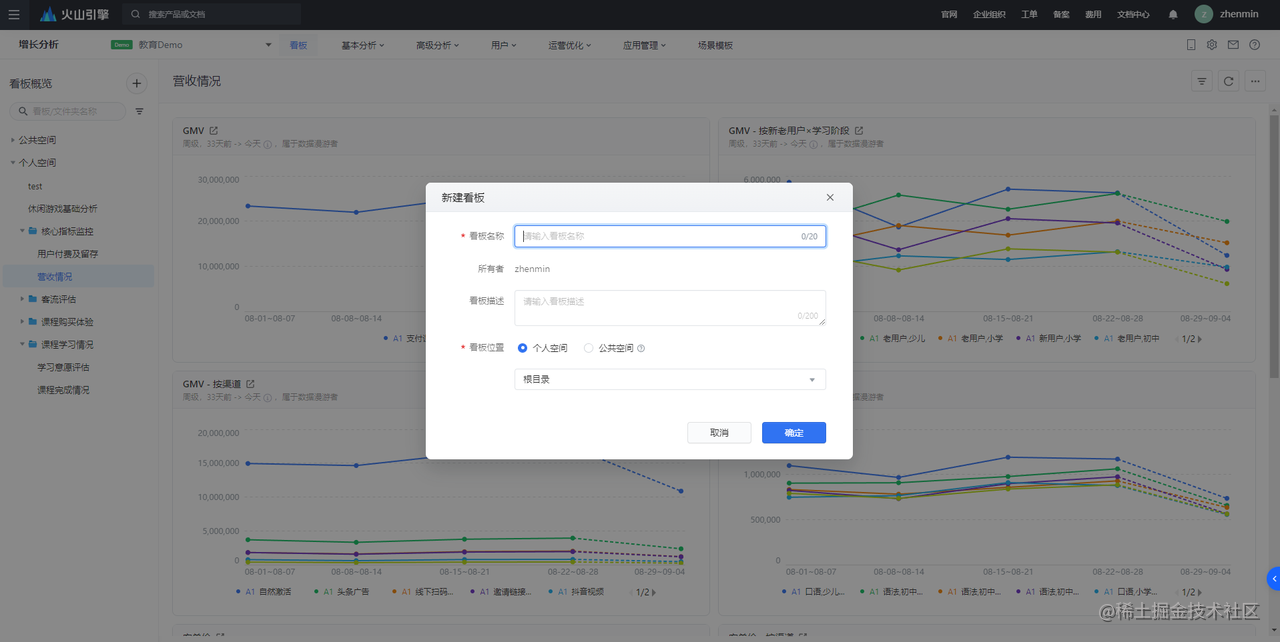 火山引擎 搜索产品或文档 官网 企业组织 工单 备案 费用 文档中心 Z zhenmin
增长分析 Demo 教育Demo 看板 基本分析 高级分析 用户 运营优化 应用管理 场景模板
看板概览
看板/文件夹名称
公共空间
个人空间
test
休闲游戏基础分析
核心指标监控
用户付费及留存
营收情况
客流评估
课程购买体验
课程学习情况
学习意愿评估
课程完成情况
营收情况
GMV
周级, 33天前 -> 今天, 属于数据漫游者
30,000,000
20,000,000
10,000,000
0
08-01~08-07 08-08~08-14
A1 支付
GMV - 按新老用户×学习阶段
周级, 33天前 -> 今天, 属于数据漫游者
6,000,000
08-08~08-14 08-15~08-21 08-22~08-28 08-29~09-04
A1 老用户,少儿 A1 老用户,小学 A1 新用户,小学 A1 老用户,初中 1/2
新建看板
* 看板名称 请输入看板名称 0/20
所有者 zhenmin
看板描述 请输入看板描述
0/200
* 看板位置 个人空间 公共空间
根目录
取消 确定
GMV - 按渠道
周级, 33天前 -> 今天, 属于数据漫游者
20,000,000
15,000,000
10,000,000
5,000,000
0
08-01~08-07 08-08~08-14 08-15~08-21 08-22~08-28 08-29~09-04
A1 自然激活 A1 头条广告 A1 线下扫码... A1 邀请链接... A1 抖音视频 1/2
漫游者
1,000,000
500,000
0
08-01~08-07 08-08~08-14 08-15~08-21 08-22~08-28 08-29~09-04
A1 口语,少儿... A1 语法,初中... A1 语法,初中... A1 语法,初中... A1 口语,小学... 1/2
@稀土掘金技术社区